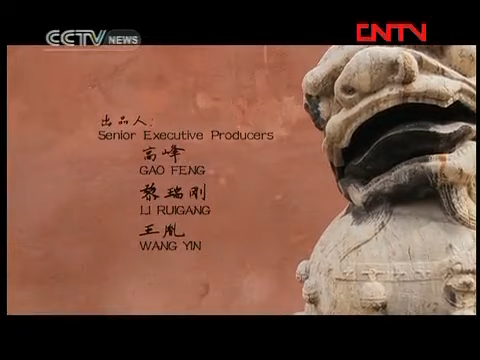 CCTV NEWS
CNTV
出品人:
Senior Executive Producers
高峰
GAO FENG
黎瑞刚
LI RUIGANG
王胤
WANG YIN